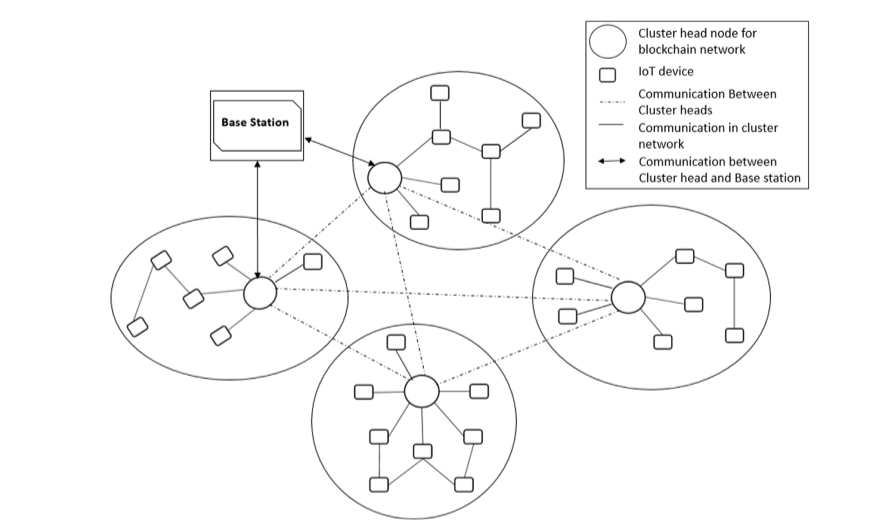 Base Station
Cluster head node for
blockchain network
IoT device
Communication Between
Cluster heads
Communication in cluster
network
Communication between
Cluster head and Base station